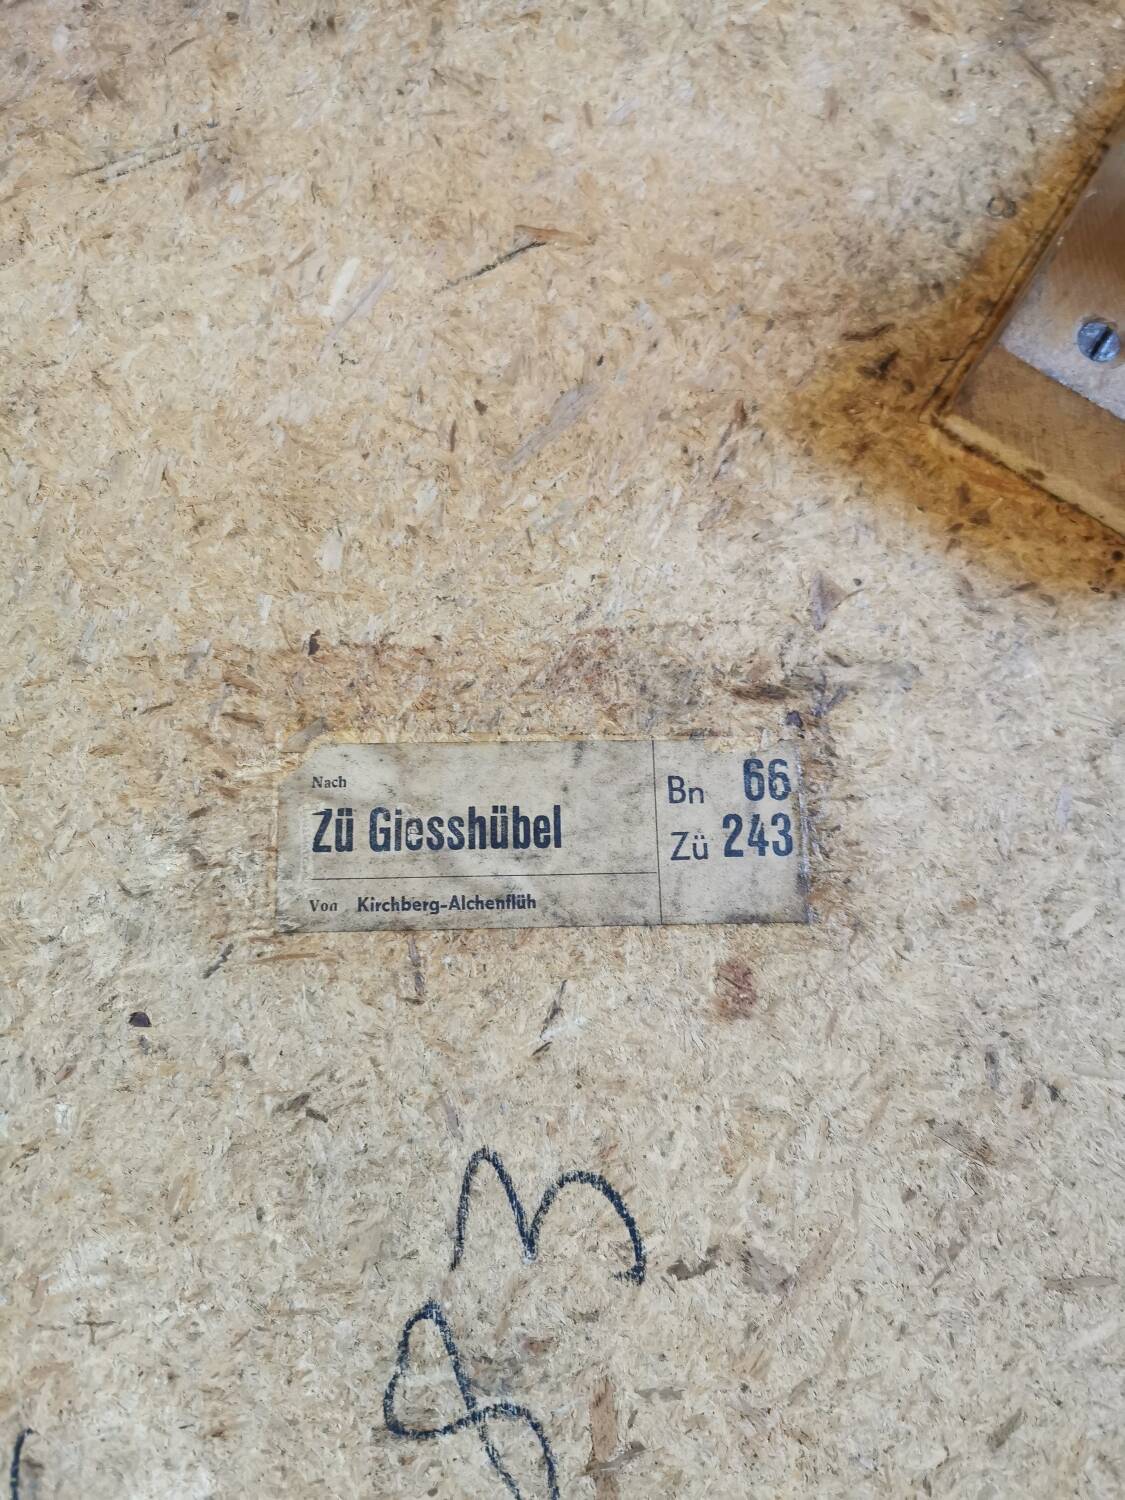 Nach
Zü Giesshübel
Von Kirchberg-Alchenflüh
Bn 66
Zü 243